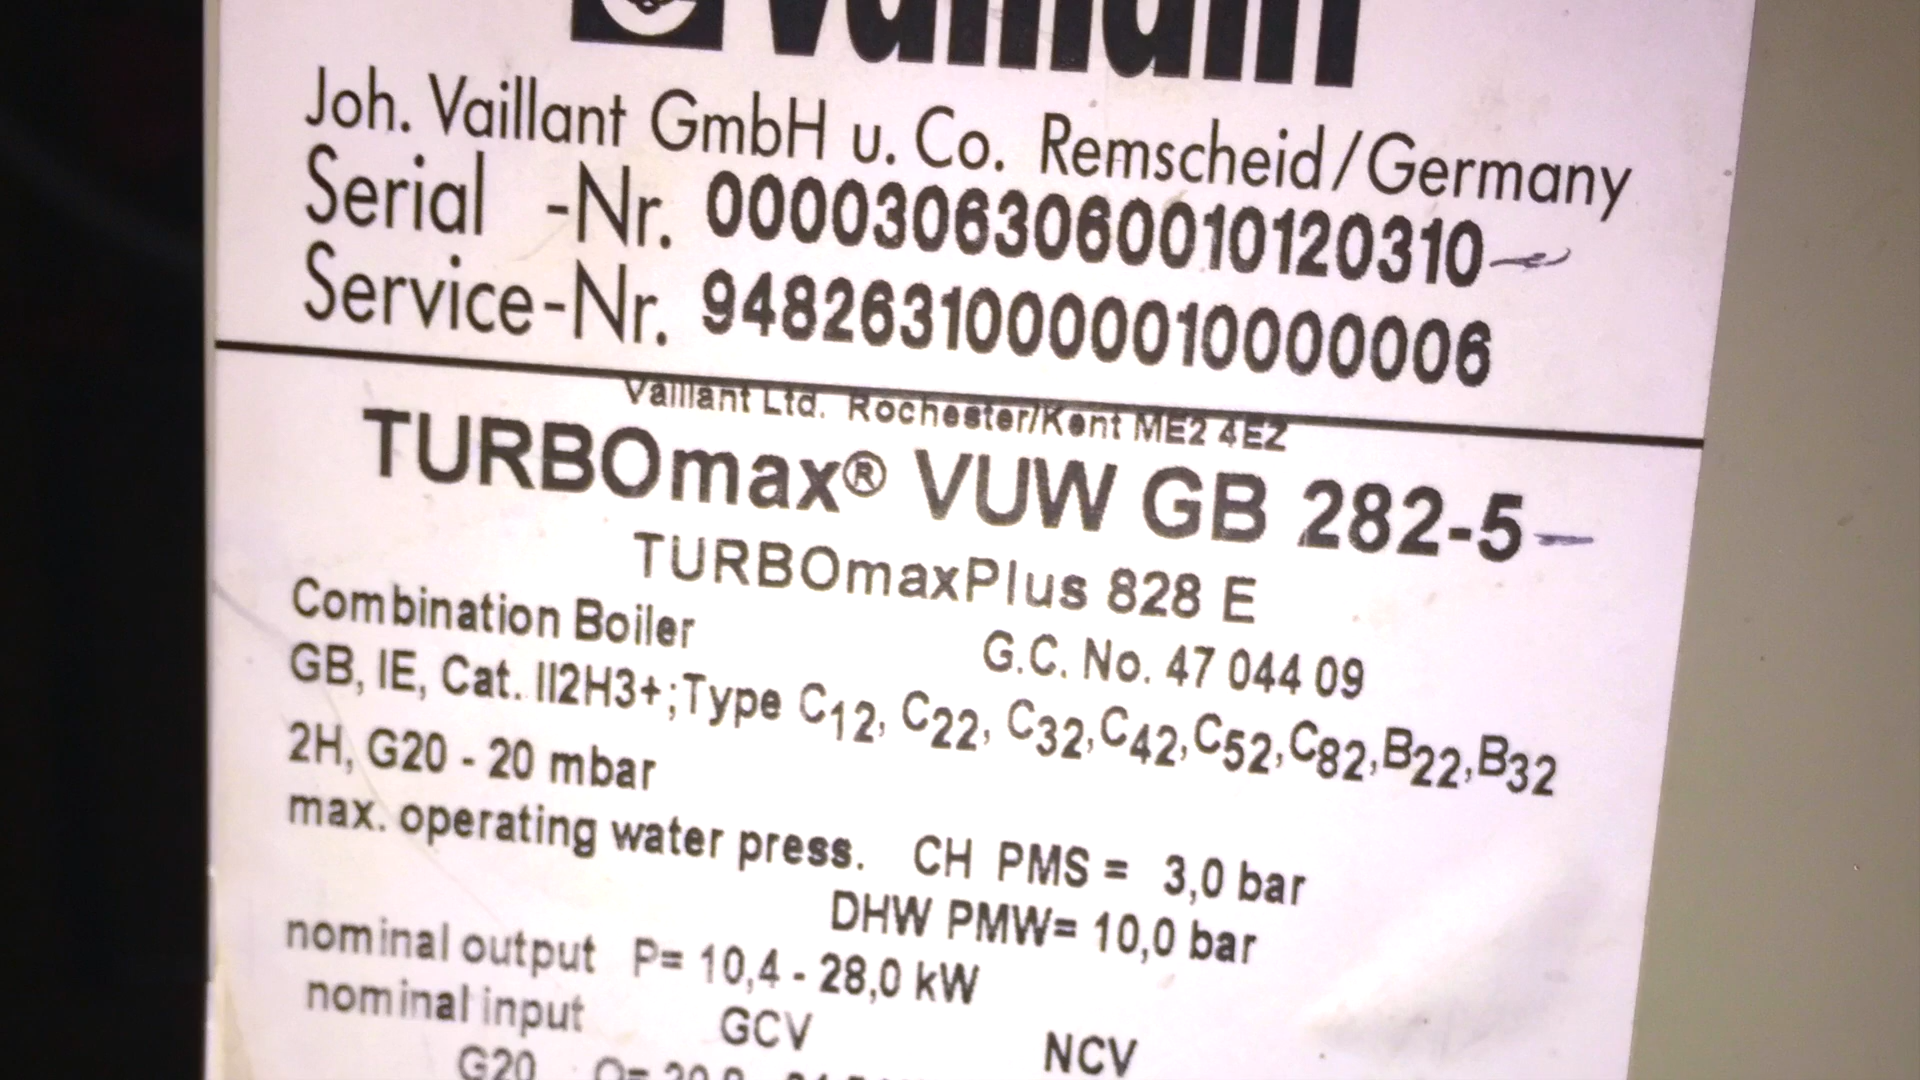 Vaillant
Joh. Vaillant GmbH u. Co. Remscheid/Germany
Serial -Nr. 00003063060010120310
Service-Nr. 9482631000001000006
Vaillant Ltd. Rochester/Kent ME2 4EZ
TURBOmax® VUW GB 282-5
TURBOmaxPlus 828 E
Combination Boiler G.C. No. 47 044 09
GB, IE, Cat. II2H3+;Type C12, C22, C32,C42,C52,C82,B22,B32
2H, G20 - 20 mbar
max. operating water press. CH PMS = 3,0 bar
DHW PMW= 10,0 bar
nominal output P= 10,4 - 28,0 kW
nominal input GCV NCV
G20 Q=